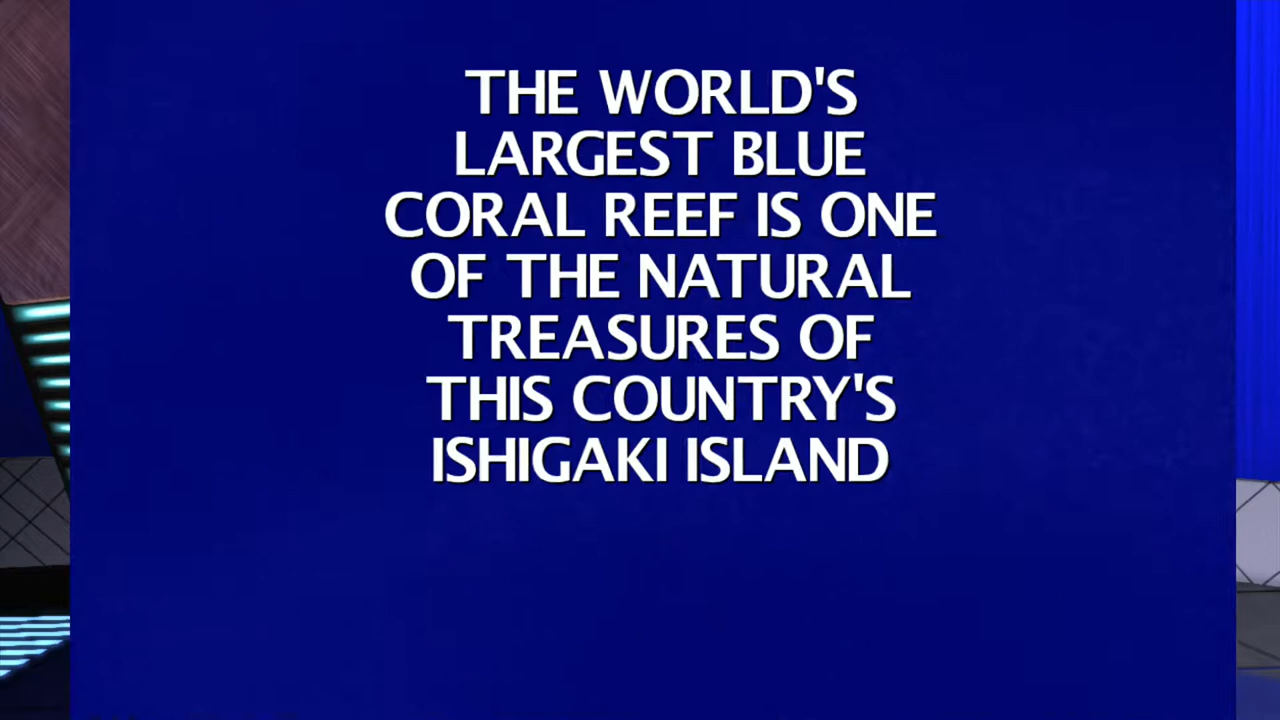 THE WORLD'S
LARGEST BLUE
CORAL REEF IS ONE
OF THE NATURAL
TREASURES OF
THIS COUNTRY'S
ISHIGAKI ISLAND